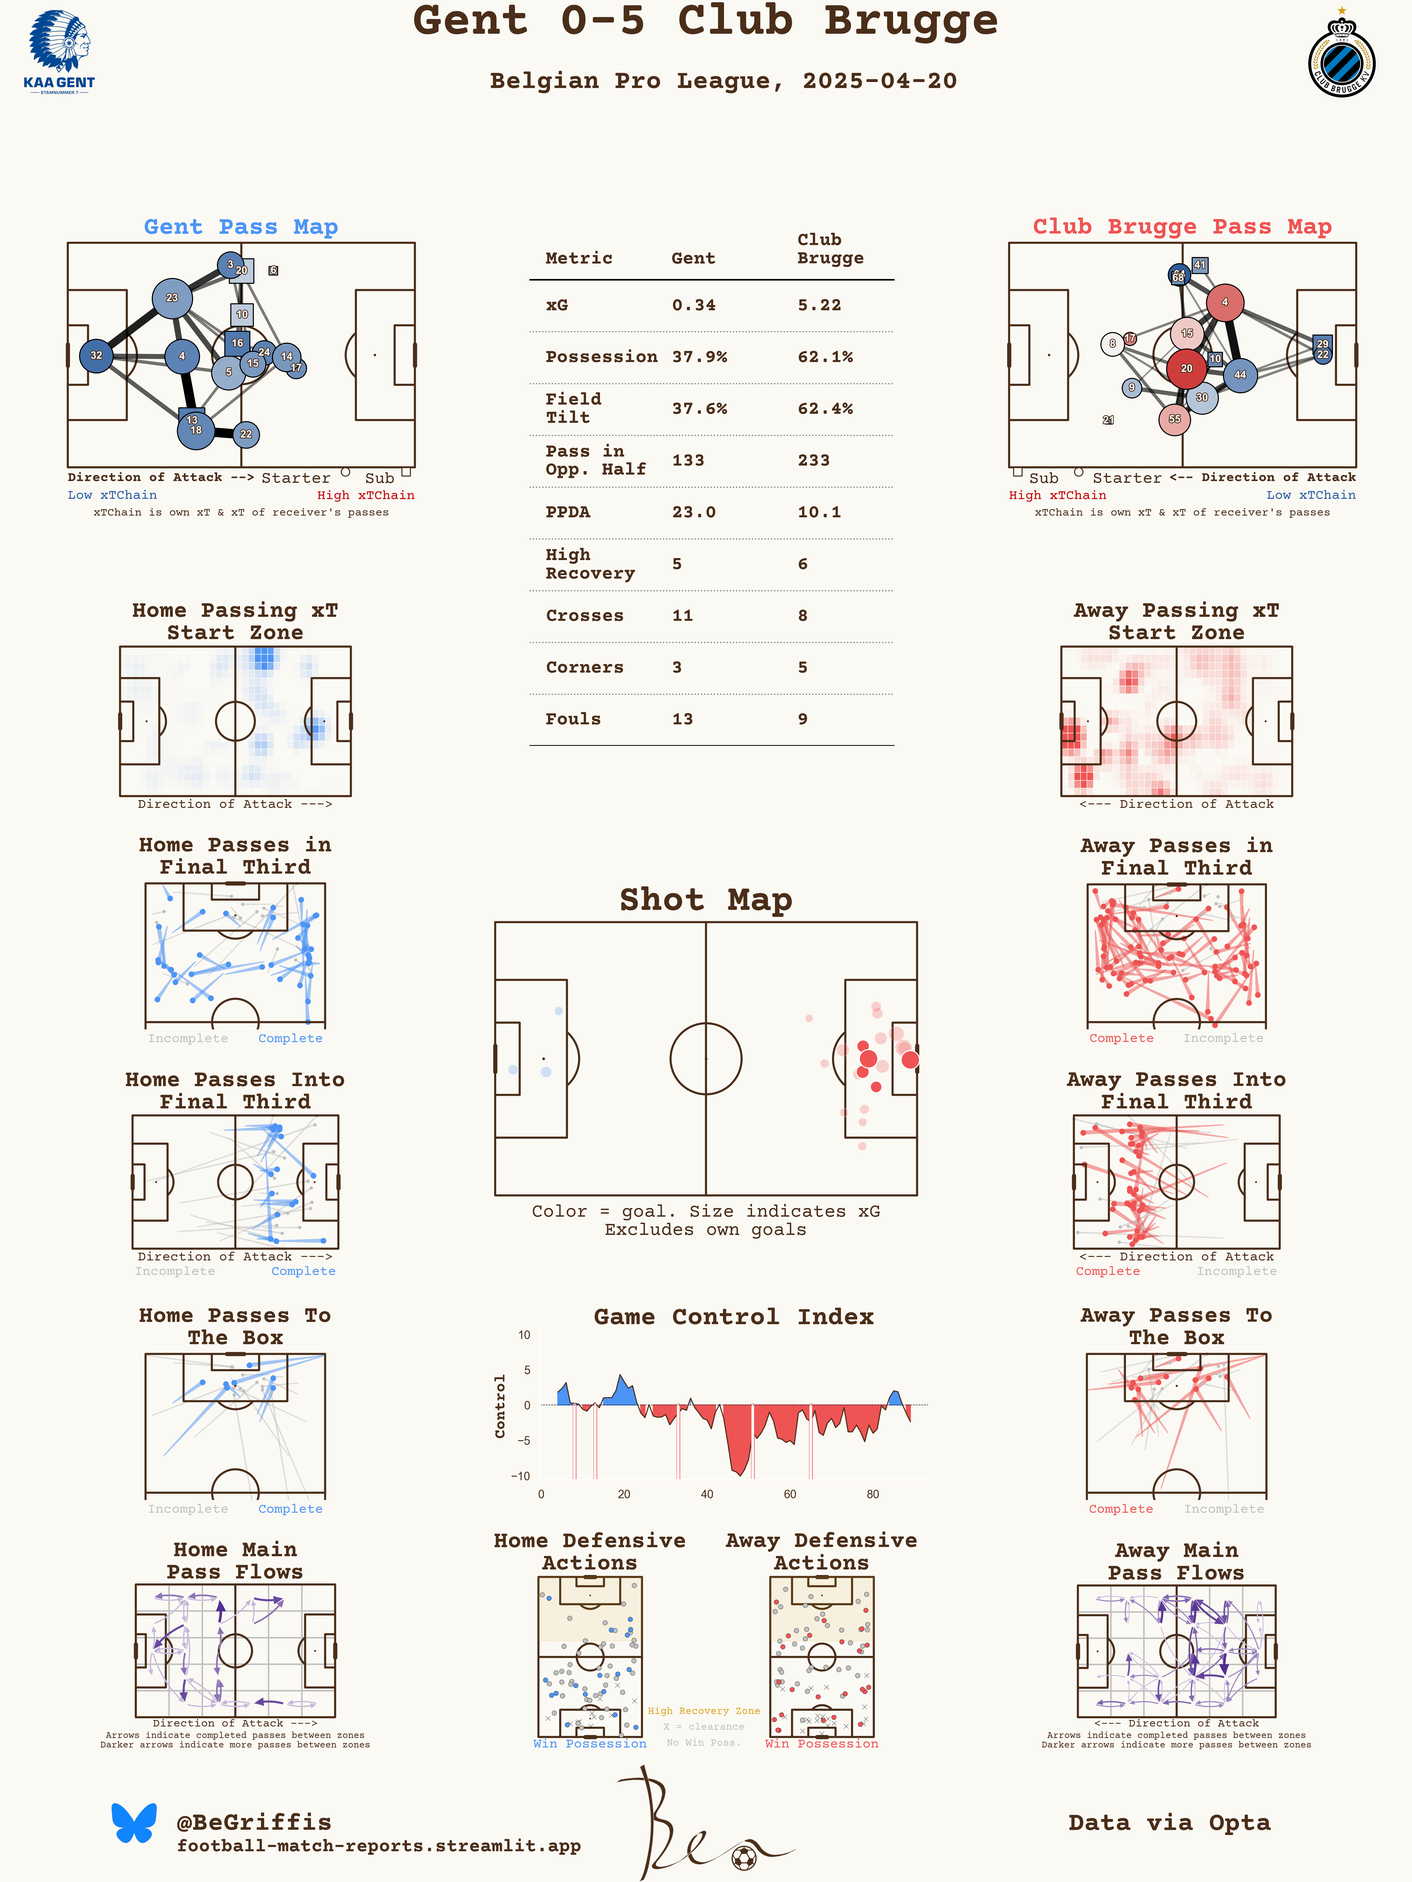 Gent 0-5 Club Brugge
Belgian Pro League, 2025-04-20
KAA GENT
STAMNUMMER 7
CLUB BRUGGE KV
Gent Pass Map
3
20
6
23
10
16
32
4
24
14
15
17
5
13
18
22
Direction of Attack --> Starter Sub
Low xTChain High xTChain
xTChain is own xT & xT of receiver's passes
Metric Gent Club Brugge
xG 0.34 5.22
Possession 37.9% 62.1%
Field Tilt 37.6% 62.4%
Pass in Opp. Half 133 233
PPDA 23.0 10.1
High Recovery 5 6
Crosses 11 8
Corners 3 5
Fouls 13 9
Club Brugge Pass Map
41
68
4
15
17
8
29
22
10
20
44
9
30
55
21
Sub Starter <-- Direction of Attack
High xTChain Low xTChain
xTChain is own xT & xT of receiver's passes
Home Passing xT
Start Zone
Direction of Attack --->
Away Passing xT
Start Zone
<--- Direction of Attack
Home Passes in
Final Third
Incomplete Complete
Away Passes in
Final Third
Complete Incomplete
Shot Map
Color = goal. Size indicates xG
Excludes own goals
Home Passes Into
Final Third
Direction of Attack --->
Incomplete Complete
Away Passes Into
Final Third
<--- Direction of Attack
Complete Incomplete
Home Passes To
The Box
Incomplete Complete
Game Control Index
Control
10
5
0
−5
−10
0 20 40 60 80
Away Passes To
The Box
Complete Incomplete
Home Main
Pass Flows
Direction of Attack --->
Arrows indicate completed passes between zones
Darker arrows indicate more passes between zones
Home Defensive
Actions
Win Possession
Away Defensive
Actions
Win Possession
High Recovery Zone
X = clearance
No Win Poss.
Away Main
Pass Flows
<--- Direction of Attack
Arrows indicate completed passes between zones
Darker arrows indicate more passes between zones
@BeGriffis
football-match-reports.streamlit.app
Ben
Data via Opta